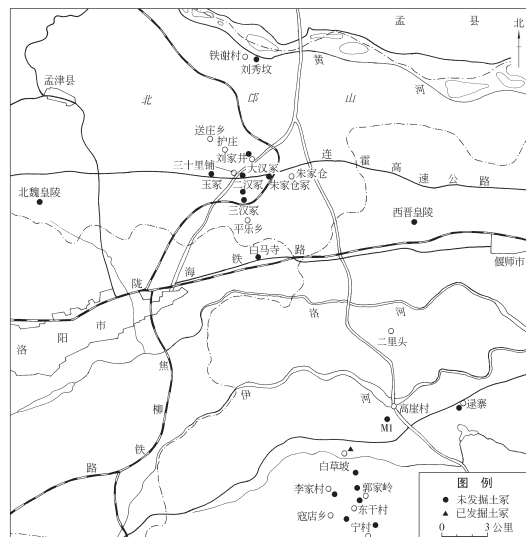 孟 县
北
铁谢村
刘秀坟
黄 河
孟津县
北 邙 山
送庄乡
护庄
刘家井
三十里铺
大汉冢
朱家仓
连 霍 高 速 公 路
玉冢
二汉冢
朱家仓冢
北魏皇陵
三汉冢
平乐乡
西晋皇陵
白马寺
陇 海 铁 路
偃师市
洛 阳 市
洛 河
焦 柳 铁 路
二里头
伊 河
高崖村
逯寨
M1
白草坡
李家村
郭家岭
东干村
寇店乡
宁村
图 例
● 未发掘土冢
▲ 已发掘土冢
0 3 公里